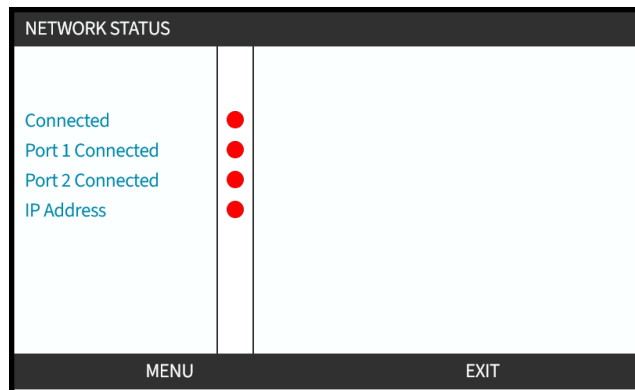 NETWORK STATUS
Connected
Port 1 Connected
Port 2 Connected
IP Address
MENU EXIT